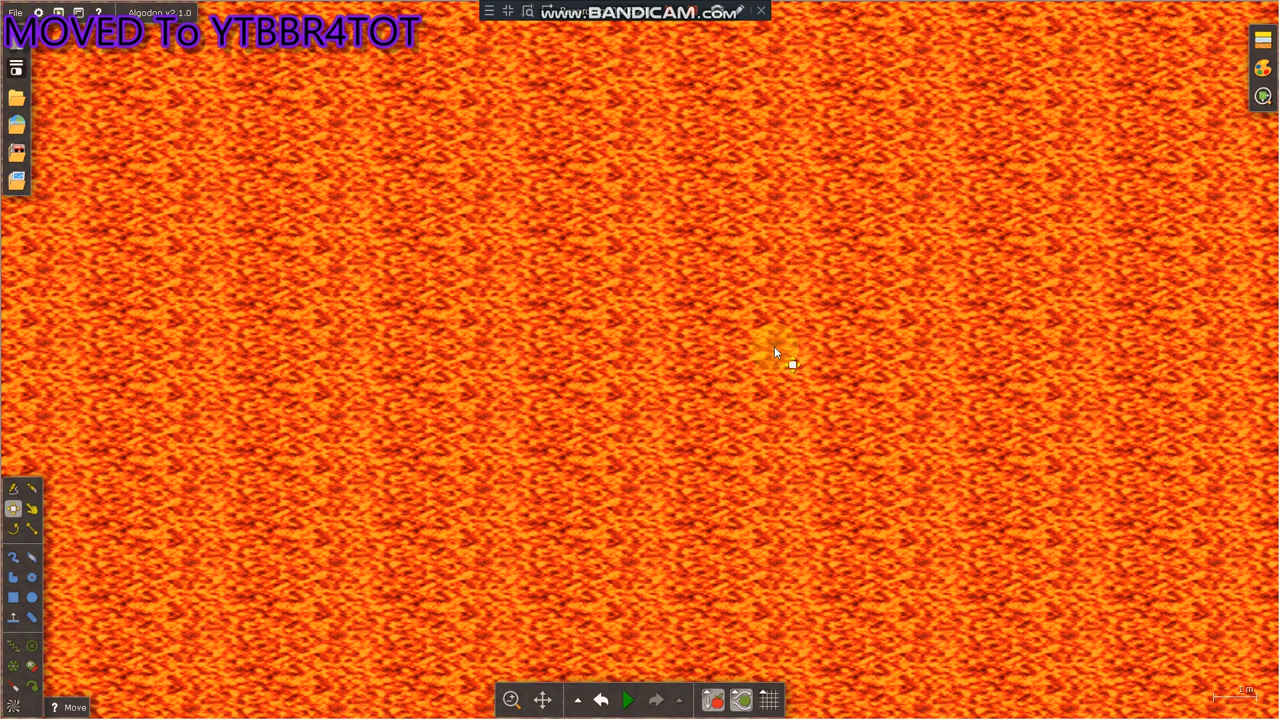 File ? Algodoo v2.1.0
www.BANDICAM.com
MOVED To YTBBR4TOT
1 m
? Move